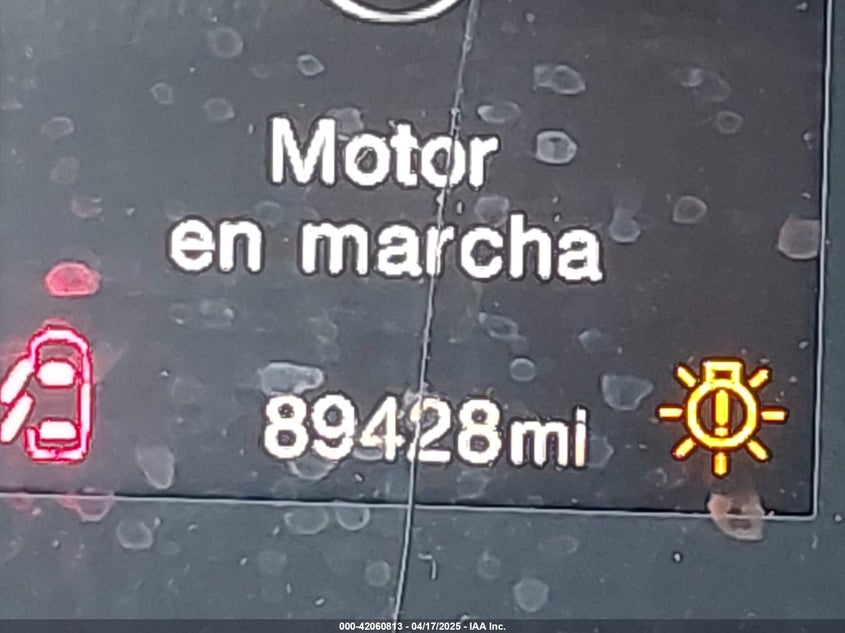 Motor
en marcha
89428mi
000-42060813 - 04/17/2025 - IAA Inc.